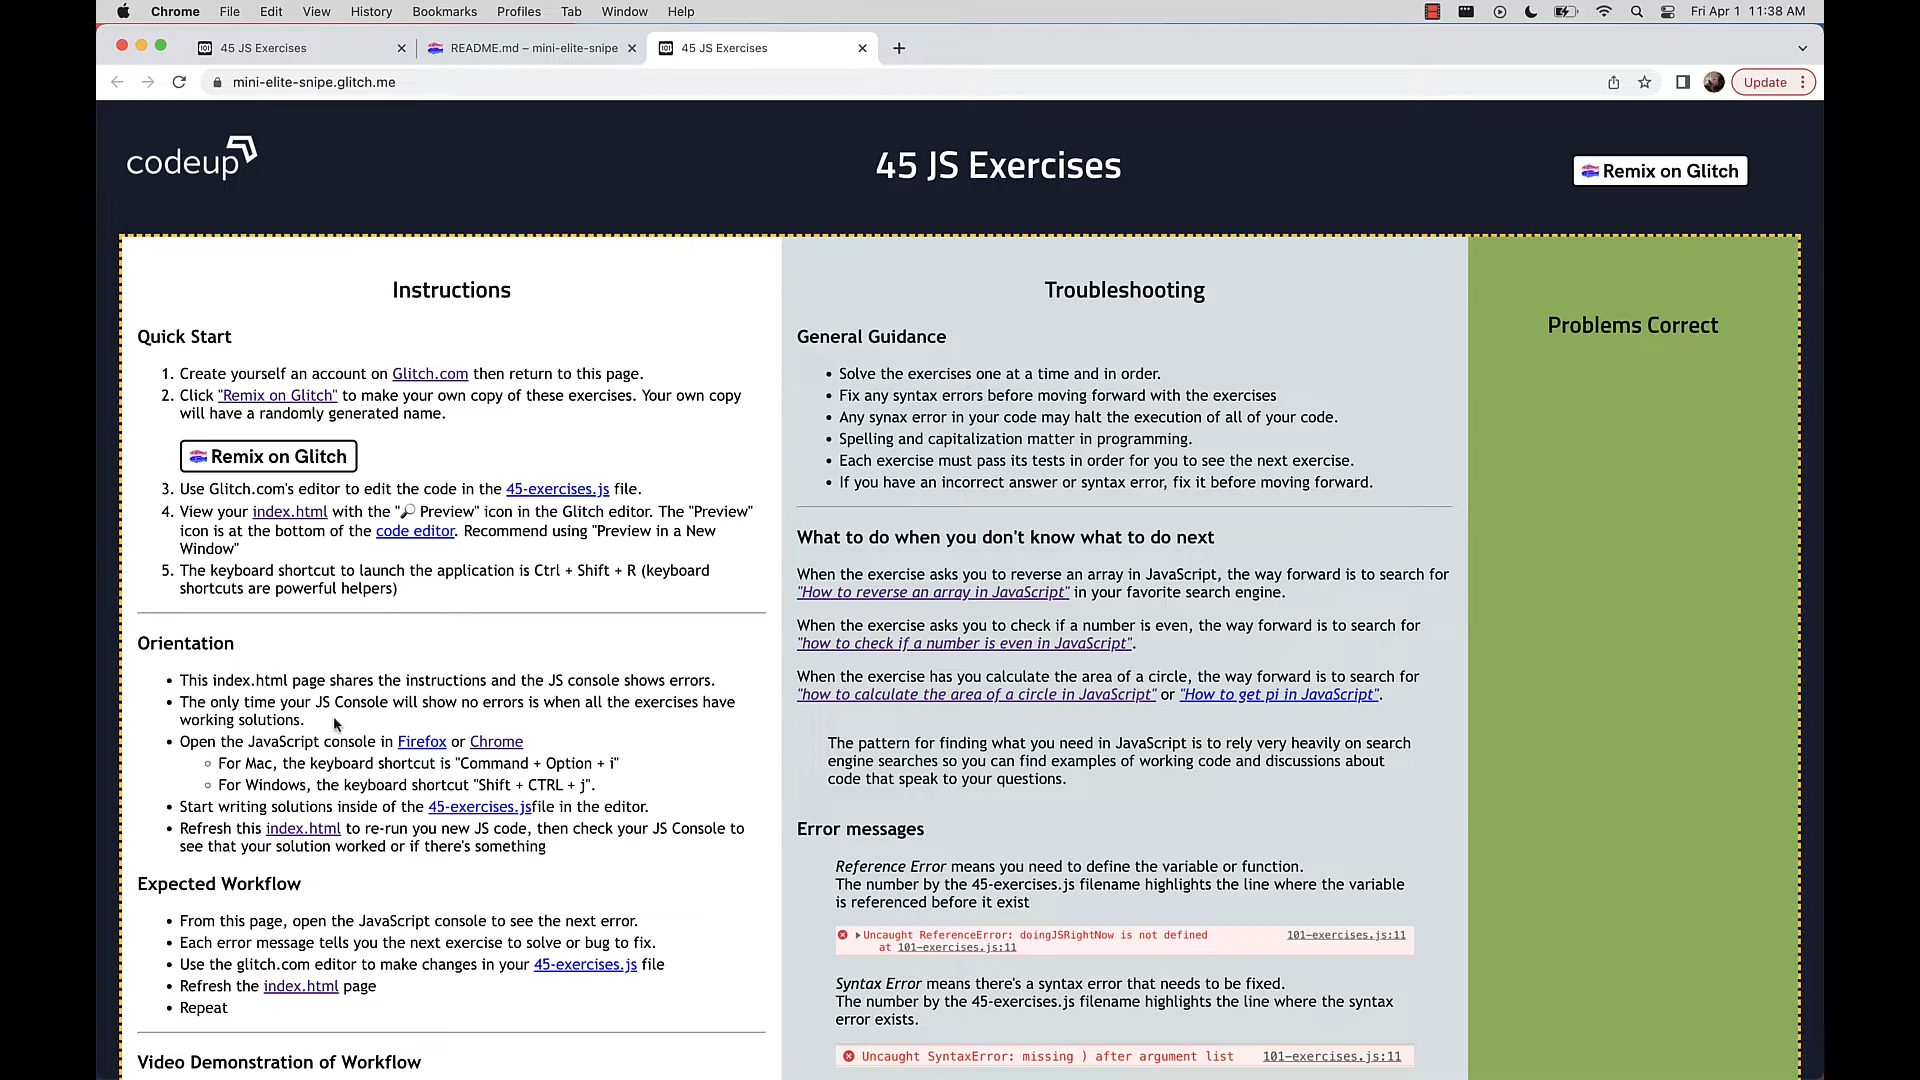 Chrome File Edit View History Bookmarks Profiles Tab Window Help Fri Apr 1 11:38 AM
45 JS Exercises README.md – mini-elite-snipe 45 JS Exercises
mini-elite-snipe.glitch.me Update
codeup
45 JS Exercises
Remix on Glitch
Instructions
Quick Start
1. Create yourself an account on Glitch.com then return to this page.
2. Click "Remix on Glitch" to make your own copy of these exercises. Your own copy
will have a randomly generated name.
Remix on Glitch
3. Use Glitch.com's editor to edit the code in the 45-exercises.js file.
4. View your index.html with the "🔎 Preview" icon in the Glitch editor. The "Preview"
icon is at the bottom of the code editor. Recommend using "Preview in a New
Window"
5. The keyboard shortcut to launch the application is Ctrl + Shift + R (keyboard
shortcuts are powerful helpers)
Orientation
• This index.html page shares the instructions and the JS console shows errors.
• The only time your JS Console will show no errors is when all the exercises have
working solutions.
• Open the JavaScript console in Firefox or Chrome
◦ For Mac, the keyboard shortcut is "Command + Option + i"
◦ For Windows, the keyboard shortcut "Shift + CTRL + j".
• Start writing solutions inside of the 45-exercises.jsfile in the editor.
• Refresh this index.html to re-run you new JS code, then check your JS Console to
see that your solution worked or if there's something
Expected Workflow
• From this page, open the JavaScript console to see the next error.
• Each error message tells you the next exercise to solve or bug to fix.
• Use the glitch.com editor to make changes in your 45-exercises.js file
• Refresh the index.html page
• Repeat
Video Demonstration of Workflow
Troubleshooting
General Guidance
• Solve the exercises one at a time and in order.
• Fix any syntax errors before moving forward with the exercises
• Any synax error in your code may halt the execution of all of your code.
• Spelling and capitalization matter in programming.
• Each exercise must pass its tests in order for you to see the next exercise.
• If you have an incorrect answer or syntax error, fix it before moving forward.
What to do when you don't know what to do next
When the exercise asks you to reverse an array in JavaScript, the way forward is to search for
"How to reverse an array in JavaScript" in your favorite search engine.
When the exercise asks you to check if a number is even, the way forward is to search for
"how to check if a number is even in JavaScript".
When the exercise has you calculate the area of a circle, the way forward is to search for
"how to calculate the area of a circle in JavaScript" or "How to get pi in JavaScript".
The pattern for finding what you need in JavaScript is to rely very heavily on search
engine searches so you can find examples of working code and discussions about
code that speak to your questions.
Error messages
Reference Error means you need to define the variable or function.
The number by the 45-exercises.js filename highlights the line where the variable
is referenced before it exist
Uncaught ReferenceError: doingJSRightNow is not defined 101-exercises.js:11
at 101-exercises.js:11
Syntax Error means there's a syntax error that needs to be fixed.
The number by the 45-exercises.js filename highlights the line where the syntax
error exists.
Uncaught SyntaxError: missing ) after argument list 101-exercises.js:11
Problems Correct